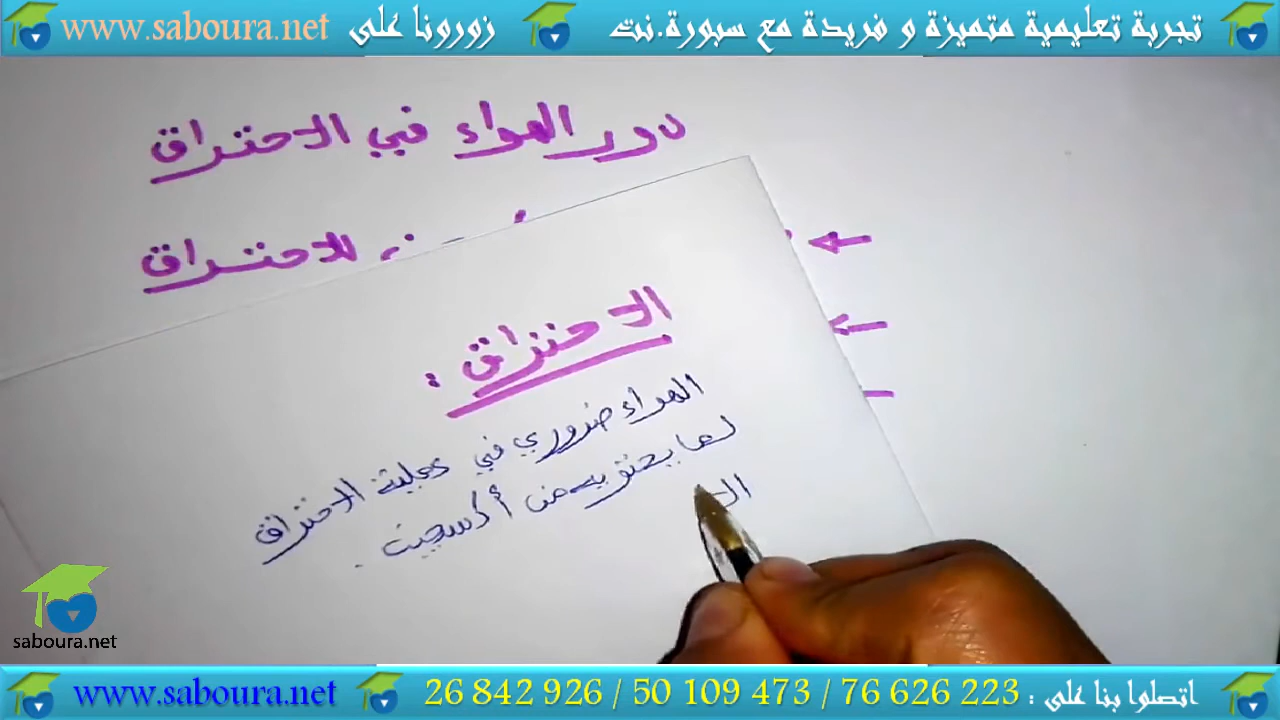 تجربة تعليمية متميزة و فريدة مع سبورة.نت زورونا على www.saboura.net
دور الهواء في الاحتراق
للاحتراق
الاحتراق :
الهواء ضروري في عملية الاحتراق
لما يحتويه من أكسجين .
saboura.net
اتصلوا بنا على : 26 842 926 / 50 109 473 / 76 626 223 www.saboura.net